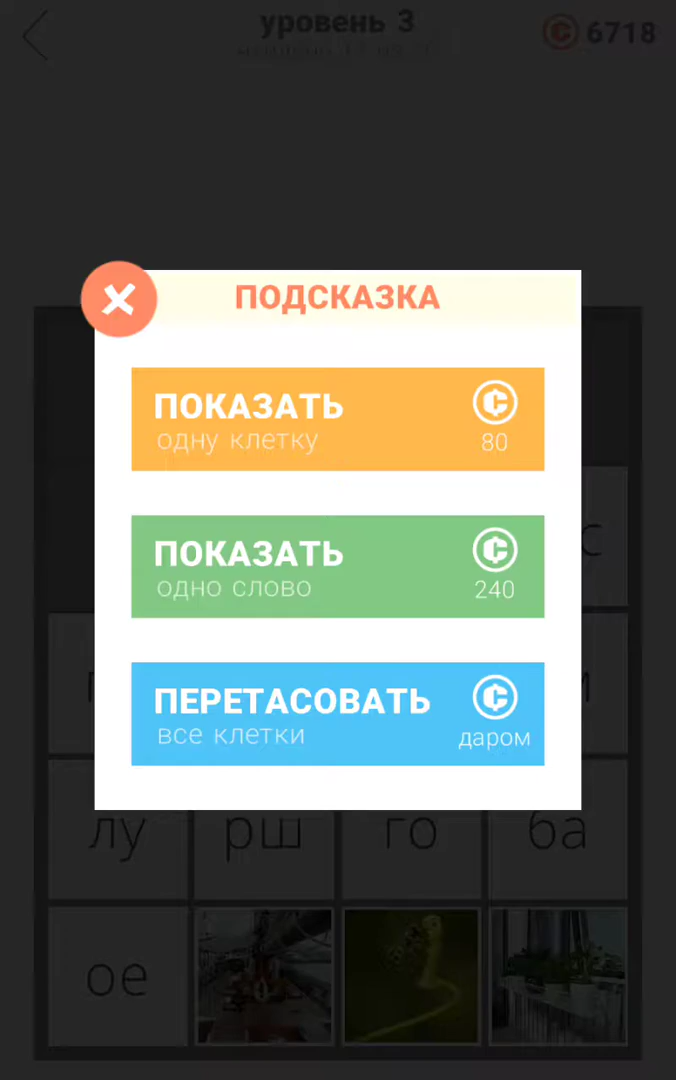 уровень 3
6718
ПОДСКАЗКА
ПОКАЗАТЬ
одну клетку
80
ПОКАЗАТЬ
одно слово
240
ПЕРЕТАСОВАТЬ
все клетки
даром
лу рш го ба
ое